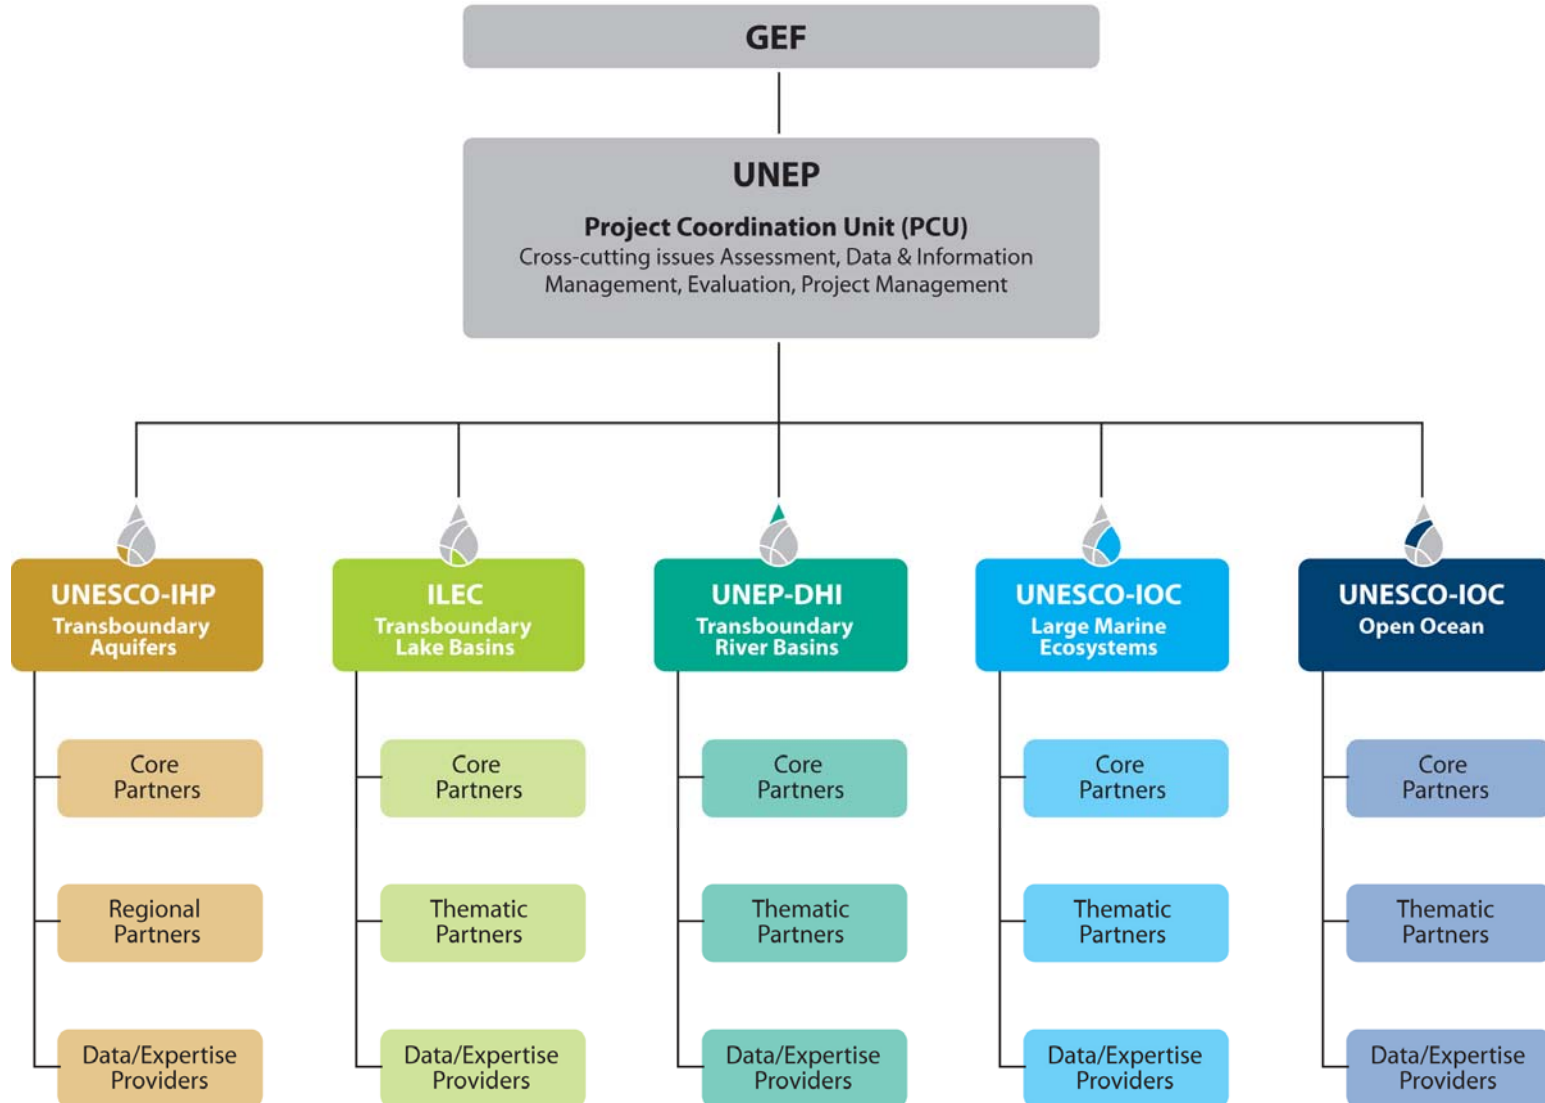 GEF
UNEP
Project Coordination Unit (PCU)
Cross-cutting issues Assessment, Data & Information
Management, Evaluation, Project Management
UNESCO-IHP
Transboundary
Aquifers
Core
Partners
Regional
Partners
Data/Expertise
Providers
ILEC
Transboundary
Lake Basins
Core
Partners
Thematic
Partners
Data/Expertise
Providers
UNEP-DHI
Transboundary
River Basins
Core
Partners
Thematic
Partners
Data/Expertise
Providers
UNESCO-IOC
Large Marine
Ecosystems
Core
Partners
Thematic
Partners
Data/Expertise
Providers
UNESCO-IOC
Open Ocean
Core
Partners
Thematic
Partners
Data/Expertise
Providers